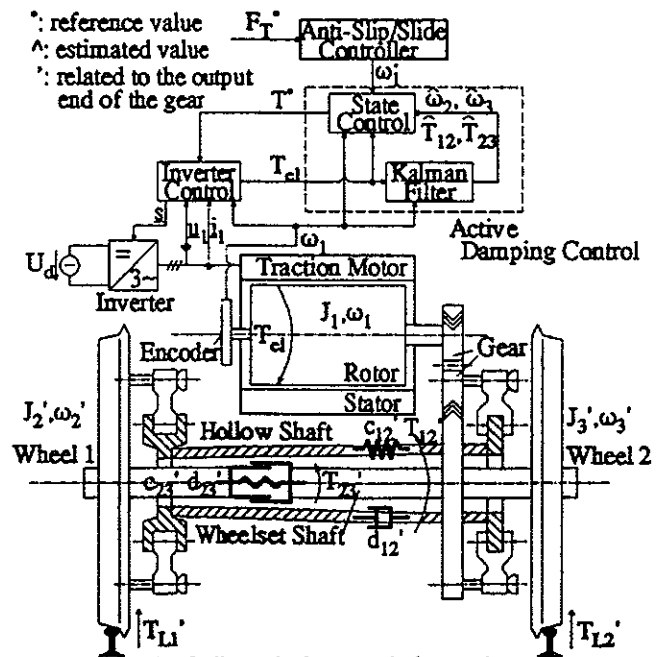 *: reference value
^: estimated value
': related to the output
end of the gear
F_T*
Anti-Slip/Slide
Controller
ω_i
T*
State
Control
ω̂_2, ω̂_3
T̂_12, T̂_23
Inverter
Control
T_el
Kalman
Filter
Active
Damping Control
s
u_1
i_1
ω_1
U_d
=
3~
Inverter
Traction Motor
J_1, ω_1
T_el
Encoder
Rotor
Stator
Gear
J_2', ω_2'
Wheel 1
Hollow Shaft
c_12'
T_12'
J_3', ω_3'
Wheel 2
c_23'
d_23'
T_23'
Wheelset Shaft
d_12'
T_L1'
T_L2'